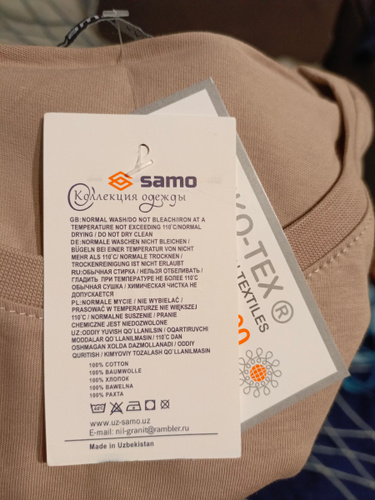 samo
Коллекция одежды
GB:NORMAL WASH/DO NOT BLEACH/IRON AT A
TEMPERATURE NOT EXCEEDING 110˚C/NORMAL
DRYING / DO NOT DRY CLEAN
DE:NORMALE WASCHEN NICHT BLEICHEN /
BÜGELN BEI EINER TEMPERATUR VON NICHT
MEHR ALS 110˚C / NORMALE TROCKNEN /
TROCKENREINIGUNG IST NICHT ERLAUBT
RU:ОБЫЧНАЯ СТИРКА / НЕЛЬЗЯ ОТБЕЛИВАТЬ /
ГЛАДИТЬ ПРИ ТЕМПЕРАТУРЕ НЕ БОЛЕЕ 110˚C
ОБЫЧНАЯ СУШКА / ХИМИЧЕСКАЯ ЧИСТКА НЕ
ДОПУСКАЕТСЯ
PL:NORMALNE MYCIE / NIE WYBIELAĆ /
PRASOWAĆ W TEMPERATURZE NIE WIĘKSZEJ
110˚C / NORMALNE SUSZENIE / PRANIE
CHEMICZNE JEST NIEDOZWOLONE
UZ:ODDIY YUVISH QO`LLANILSIN / OQARTIRUVCHI
MODDALAR QO`LLANILMASIN / 110˚C DAN
OSHMAGAN XOLDA DAZMOLLANADI / ODDIY
QURITISH / KIMYOVIY TOZALASH QO`LLANILMASIN
100% COTTON
100% BAUMWOLLE
100% ХЛОПОК
100% BAWELNA
100% PAXTA
www.uz-samo.uz
E-mail: nil-granit@rambler.ru
Made in Uzbekistan
KO-TEX®
TEXTILES
00